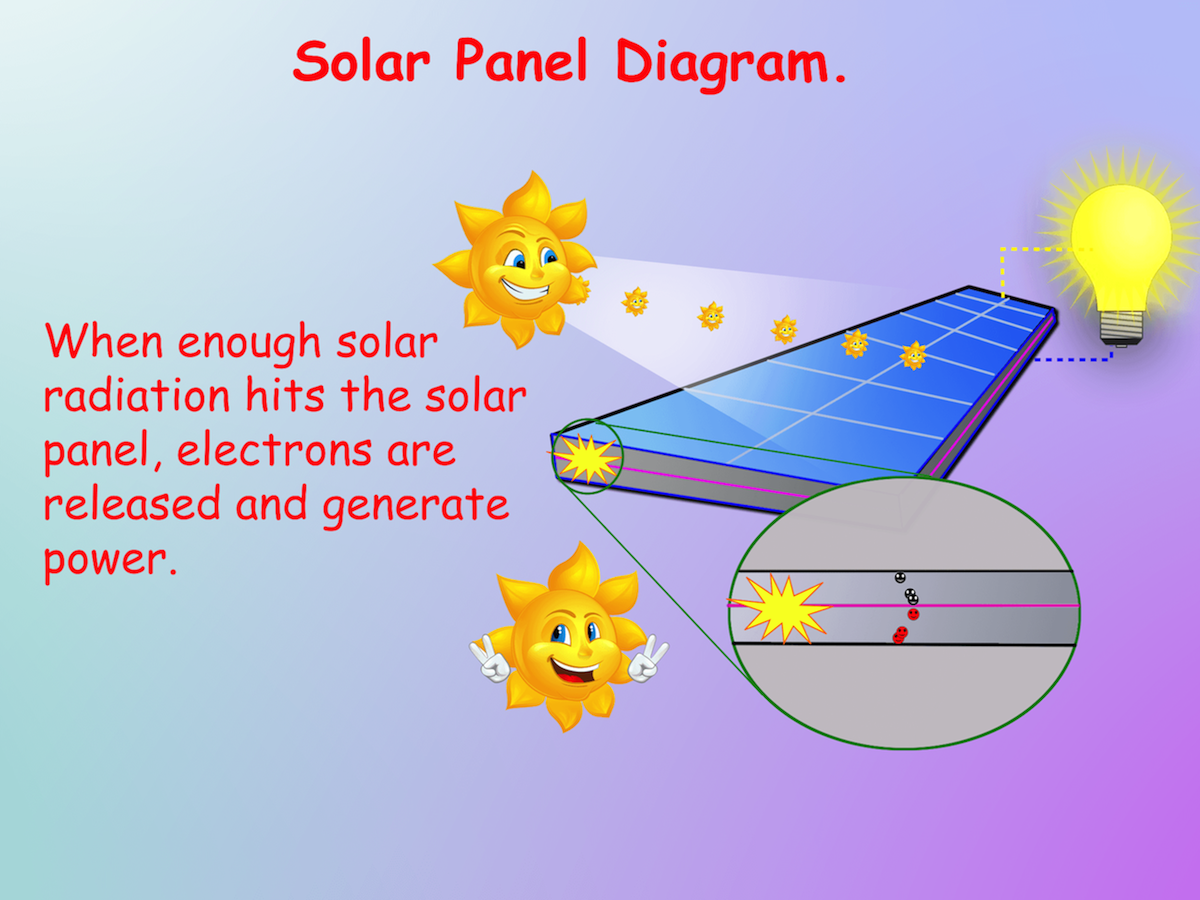 Solar Panel Diagram.
When enough solar
radiation hits the solar
panel, electrons are
released and generate
power.